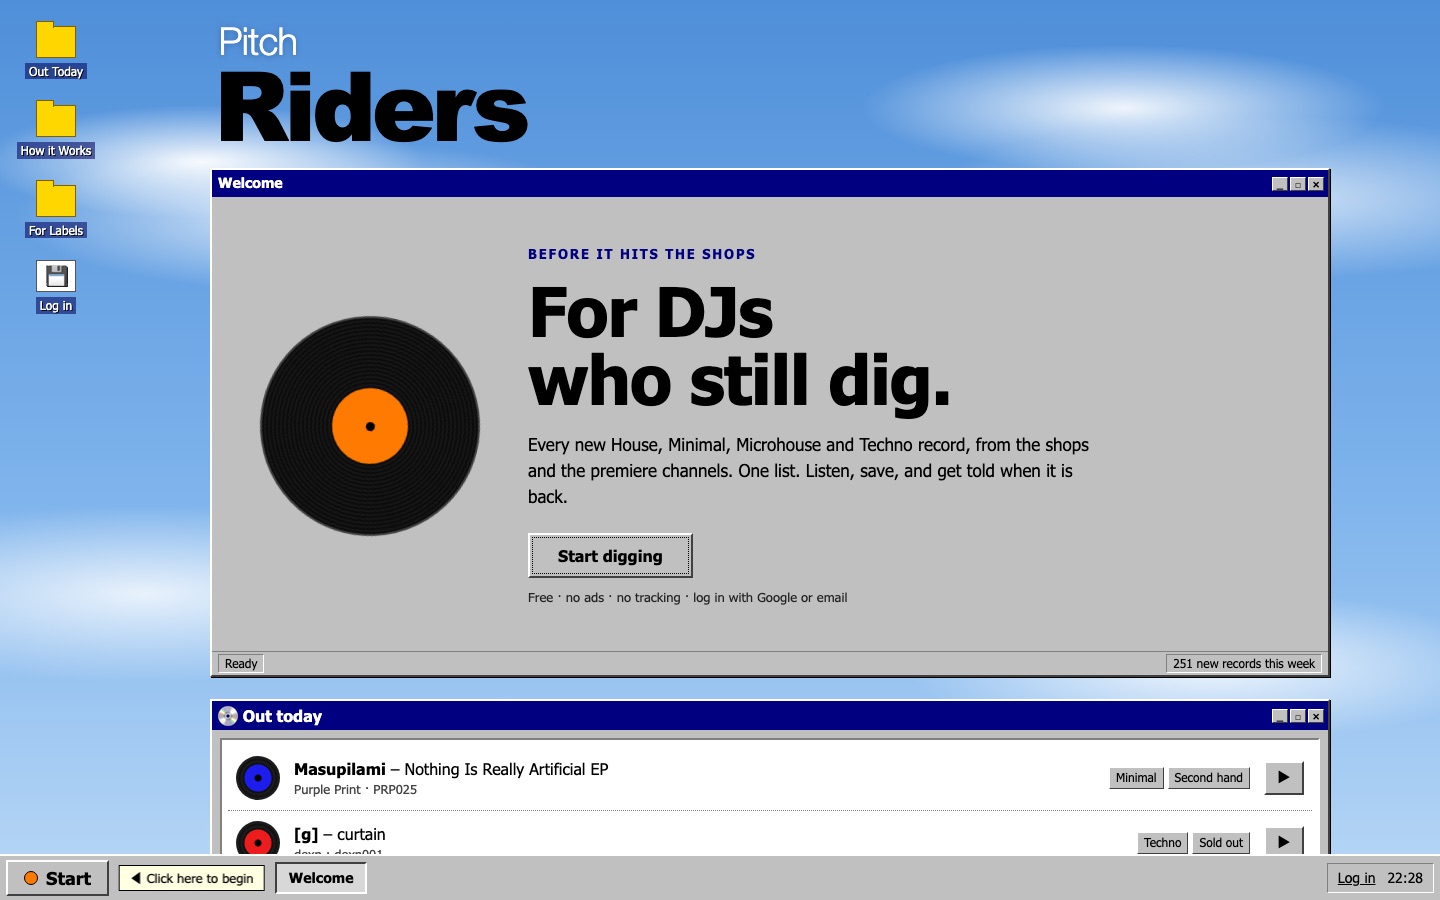 Out Today
How it Works
For Labels
Log in
Pitch
Riders
Welcome
BEFORE IT HITS THE SHOPS
For DJs
who still dig.
Every new House, Minimal, Microhouse and Techno record, from the shops
and the premiere channels. One list. Listen, save, and get told when it is
back.
Start digging
Free · no ads · no tracking · log in with Google or email
Ready
251 new records this week
Out today
Masupilami – Nothing Is Really Artificial EP
Purple Print · PRP025
Minimal
Second hand
[g] – curtain
Techno
Sold out
Start
Click here to begin
Welcome
Log in
22:28